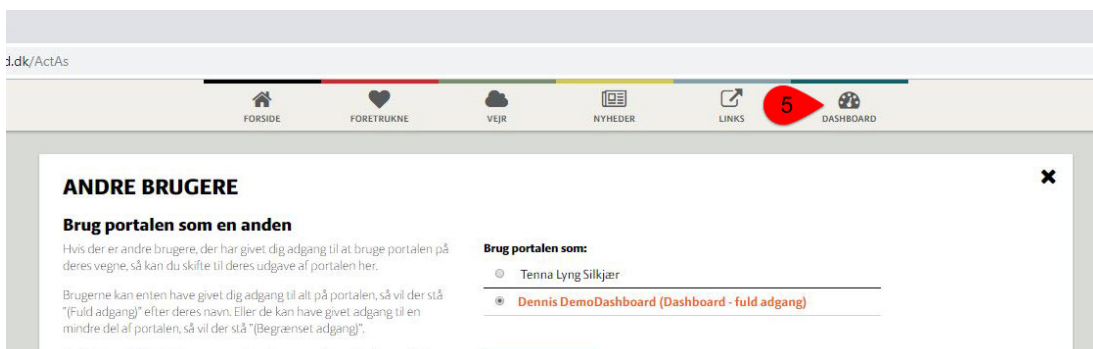 d.dk/ActAs
FORSIDE FORETRUKNE VEJR NYHEDER LINKS 5 DASHBOARD
ANDRE BRUGERE
Brug portalen som en anden
Hvis der er andre brugere, der har givet dig adgang til at bruge portalen på
deres vegne, så kan du skifte til deres udgave af portalen her.
Brugerne kan enten have givet dig adgang til alt på portalen, så vil der stå
"(Fuld adgang)" efter deres navn. Eller de kan have givet adgang til en
mindre del af portalen, så vil der stå "(Begrænset adgang)".
Brug portalen som:
Tenna Lyng Silkjær
Dennis DemoDashboard (Dashboard - fuld adgang)